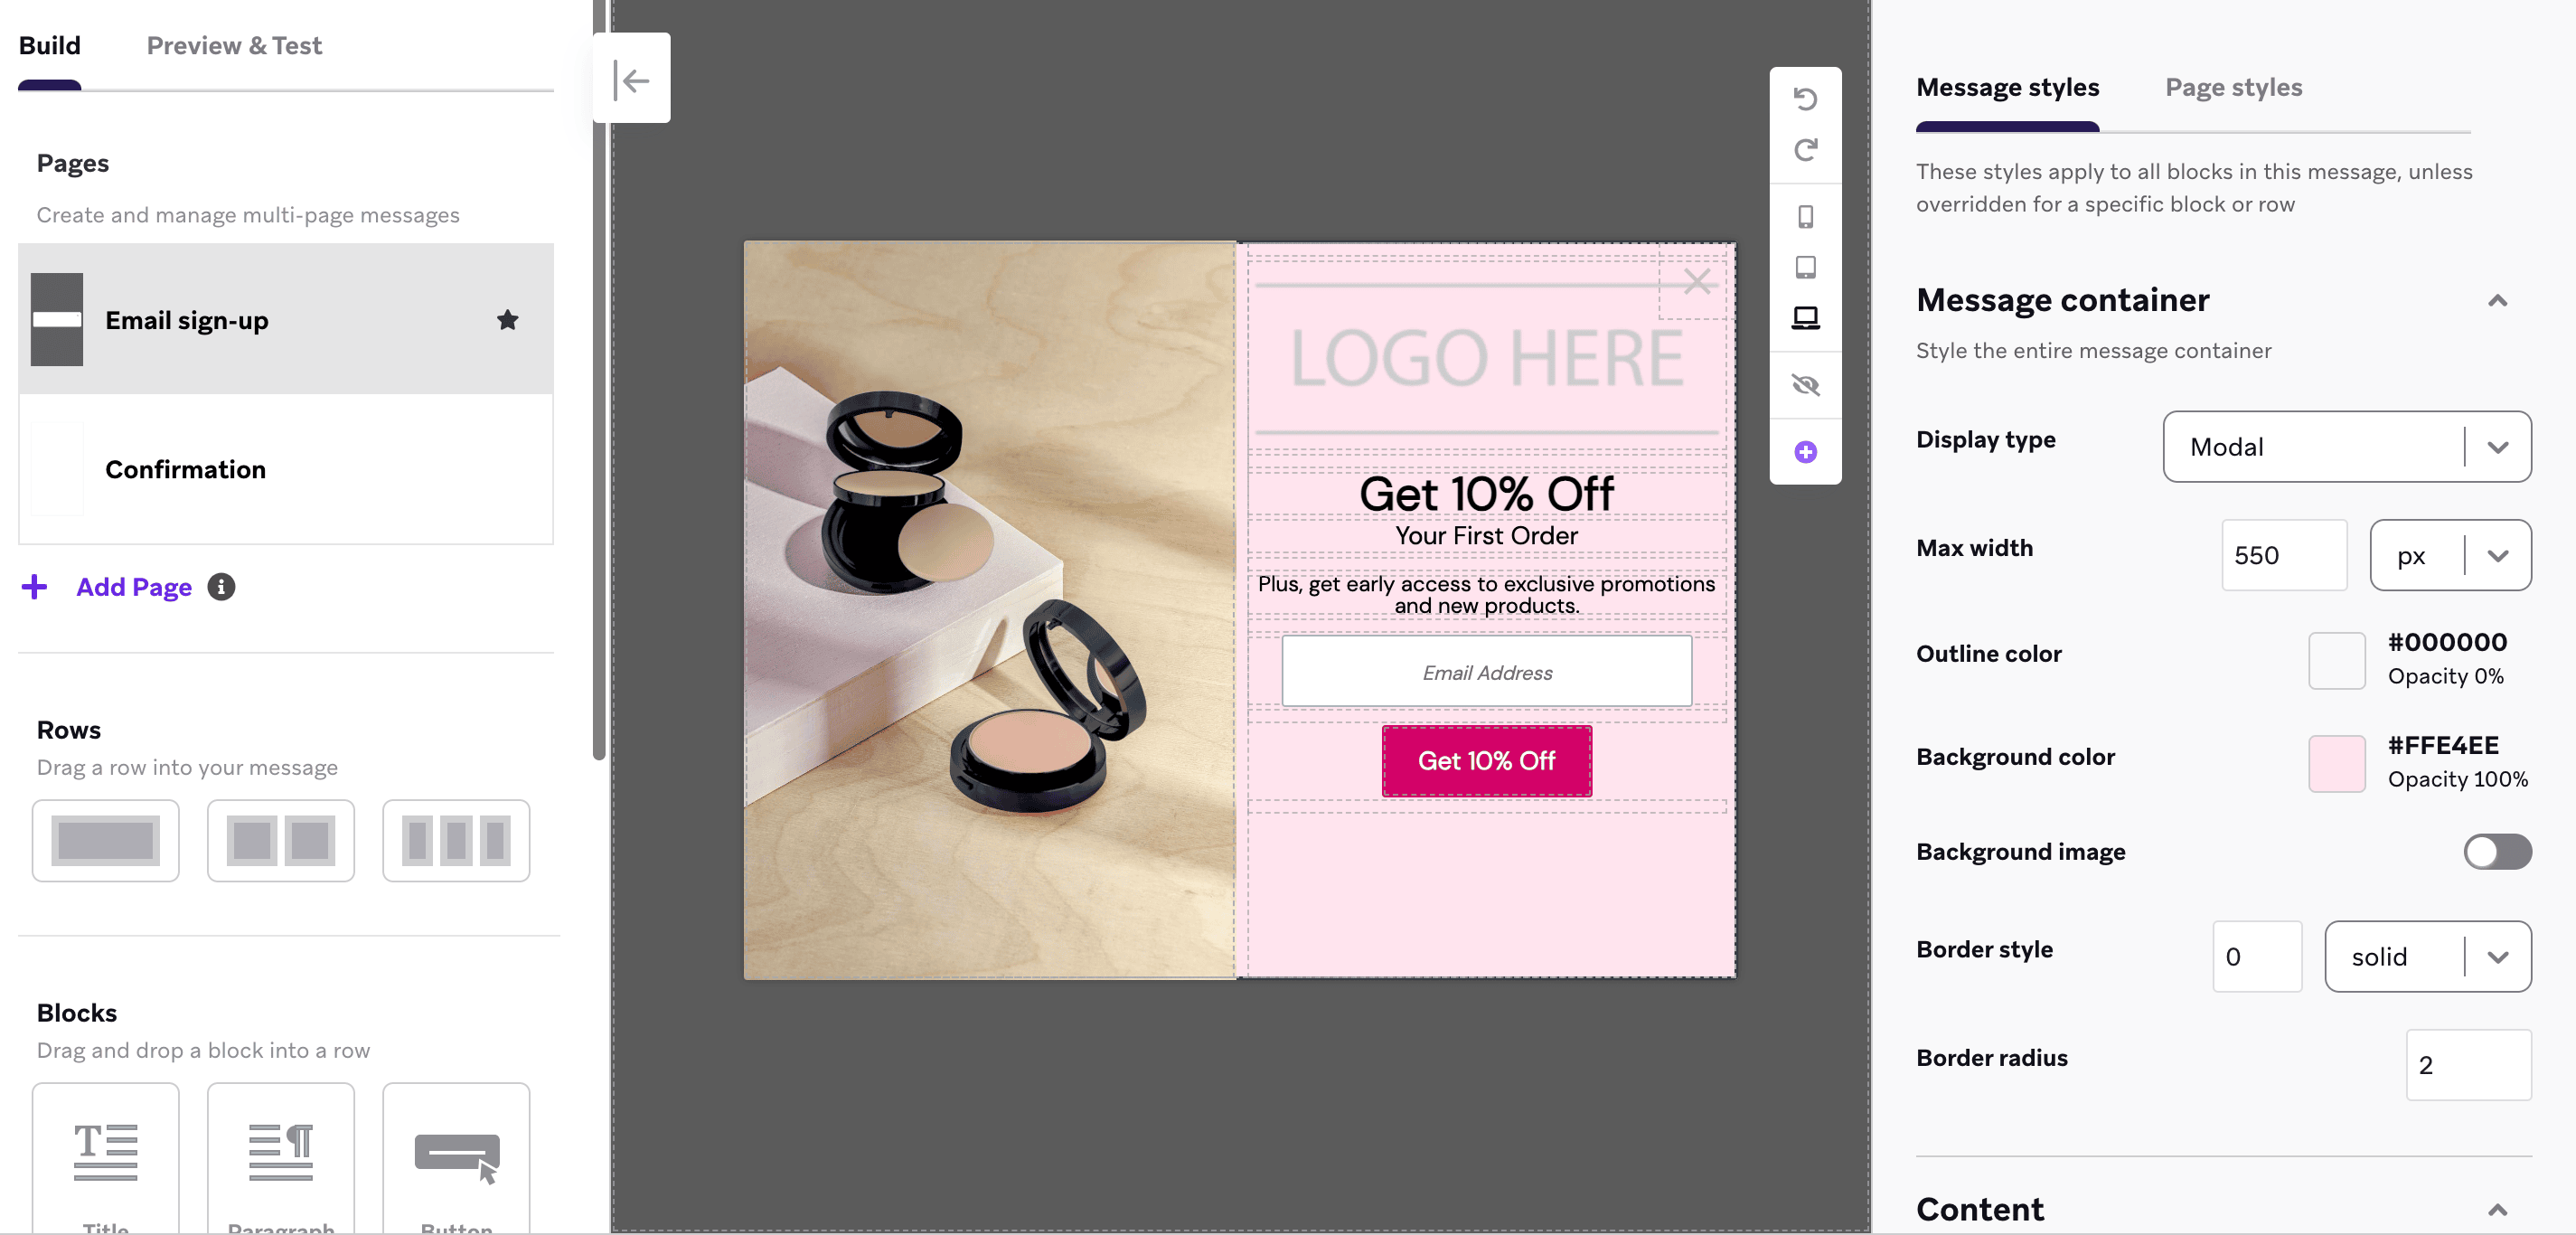 Build
Preview & Test
Pages
Create and manage multi-page messages
Email sign-up
Confirmation
Add Page
Rows
Drag a row into your message
Blocks
Drag and drop a block into a row
Title
Paragraph
Button
LOGO HERE
Get 10% Off
Your First Order
Plus, get early access to exclusive promotions
and new products.
Email Address
Get 10% Off
Message styles
Page styles
These styles apply to all blocks in this message, unless
overridden for a specific block or row
Message container
Style the entire message container
Display type
Modal
Max width
550
px
Outline color
#000000
Opacity 0%
Background color
#FFE4EE
Opacity 100%
Background image
Border style
0
solid
Border radius
2
Content